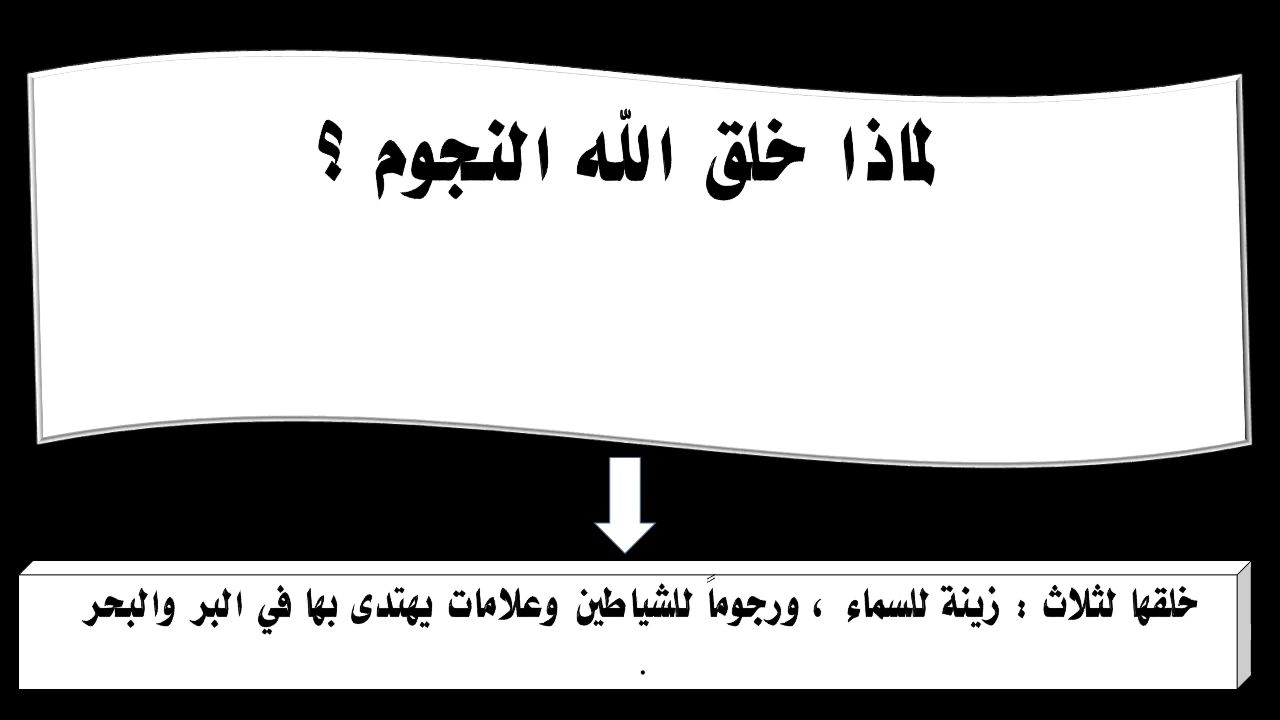 لماذا خلق الله النجوم ؟
خلقها لثلاث : زينة للسماء ، ورجوماً للشياطين وعلامات يهتدى بها في البر والبحر
.